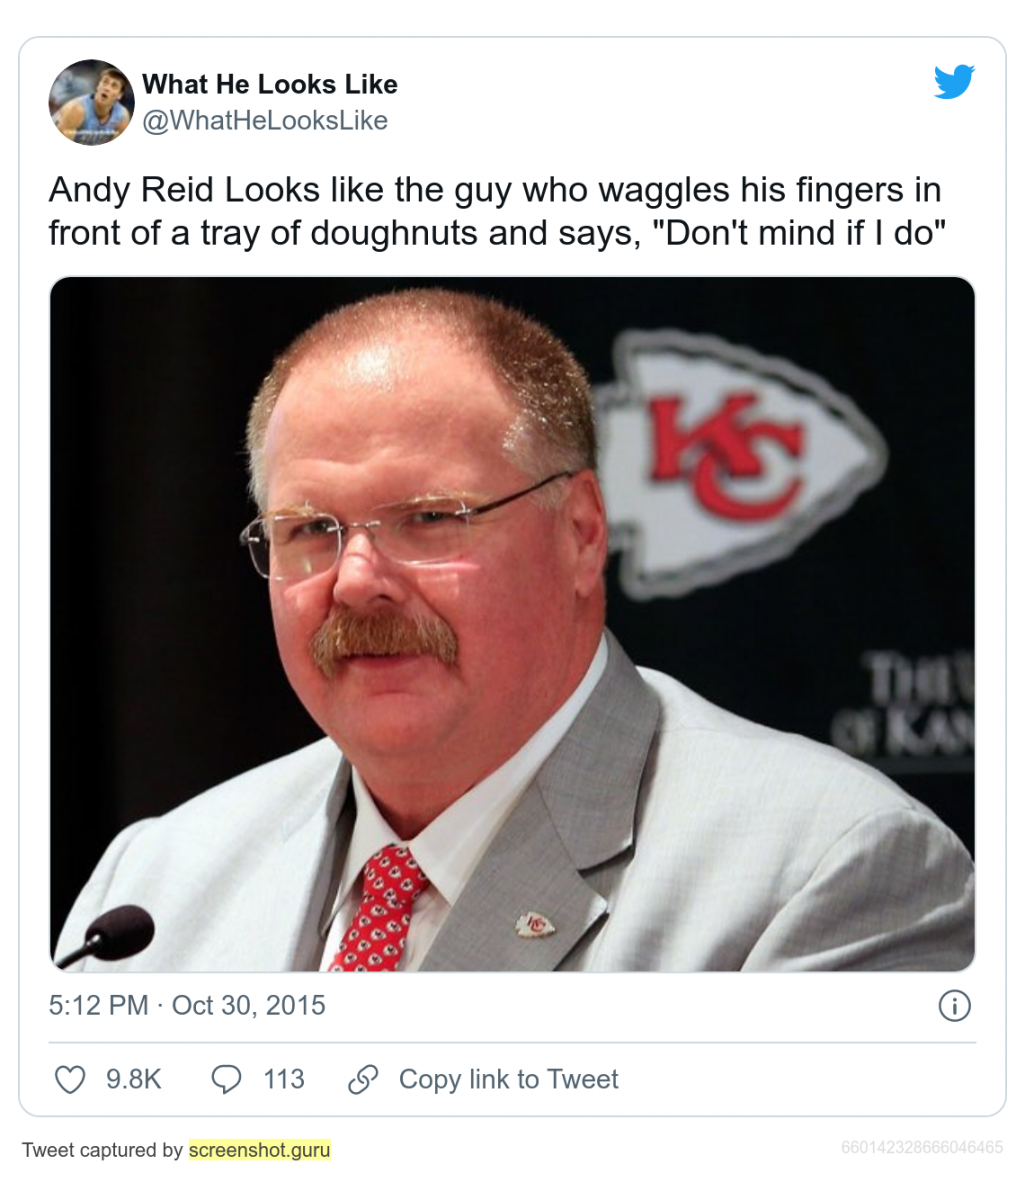 What He Looks Like
@WhatHeLooksLike
Andy Reid Looks like the guy who waggles his fingers in
front of a tray of doughnuts and says, "Don't mind if I do"
KC
THE
OF KAN
KC
5:12 PM · Oct 30, 2015
9.8K 113 Copy link to Tweet
Tweet captured by screenshot.guru
660142328666046465